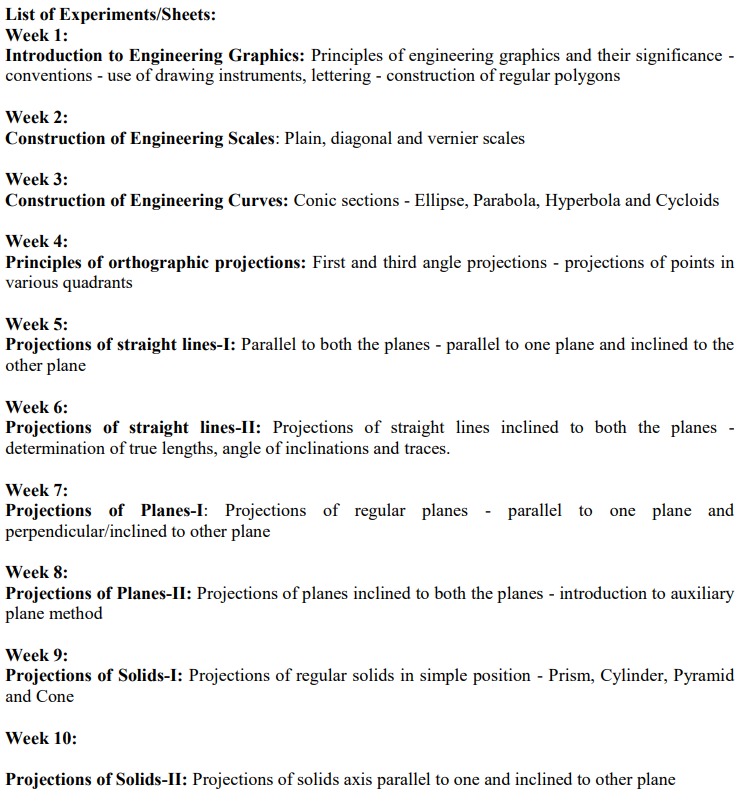 List of Experiments/Sheets:
Week 1:
Introduction to Engineering Graphics: Principles of engineering graphics and their significance -
conventions - use of drawing instruments, lettering - construction of regular polygons
Week 2:
Construction of Engineering Scales: Plain, diagonal and vernier scales
Week 3:
Construction of Engineering Curves: Conic sections - Ellipse, Parabola, Hyperbola and Cycloids
Week 4:
Principles of orthographic projections: First and third angle projections - projections of points in
various quadrants
Week 5:
Projections of straight lines-I: Parallel to both the planes - parallel to one plane and inclined to the
other plane
Week 6:
Projections of straight lines-II: Projections of straight lines inclined to both the planes -
determination of true lengths, angle of inclinations and traces.
Week 7:
Projections of Planes-I: Projections of regular planes - parallel to one plane and
perpendicular/inclined to other plane
Week 8:
Projections of Planes-II: Projections of planes inclined to both the planes - introduction to auxiliary
plane method
Week 9:
Projections of Solids-I: Projections of regular solids in simple position - Prism, Cylinder, Pyramid
and Cone
Week 10:
Projections of Solids-II: Projections of solids axis parallel to one and inclined to other plane